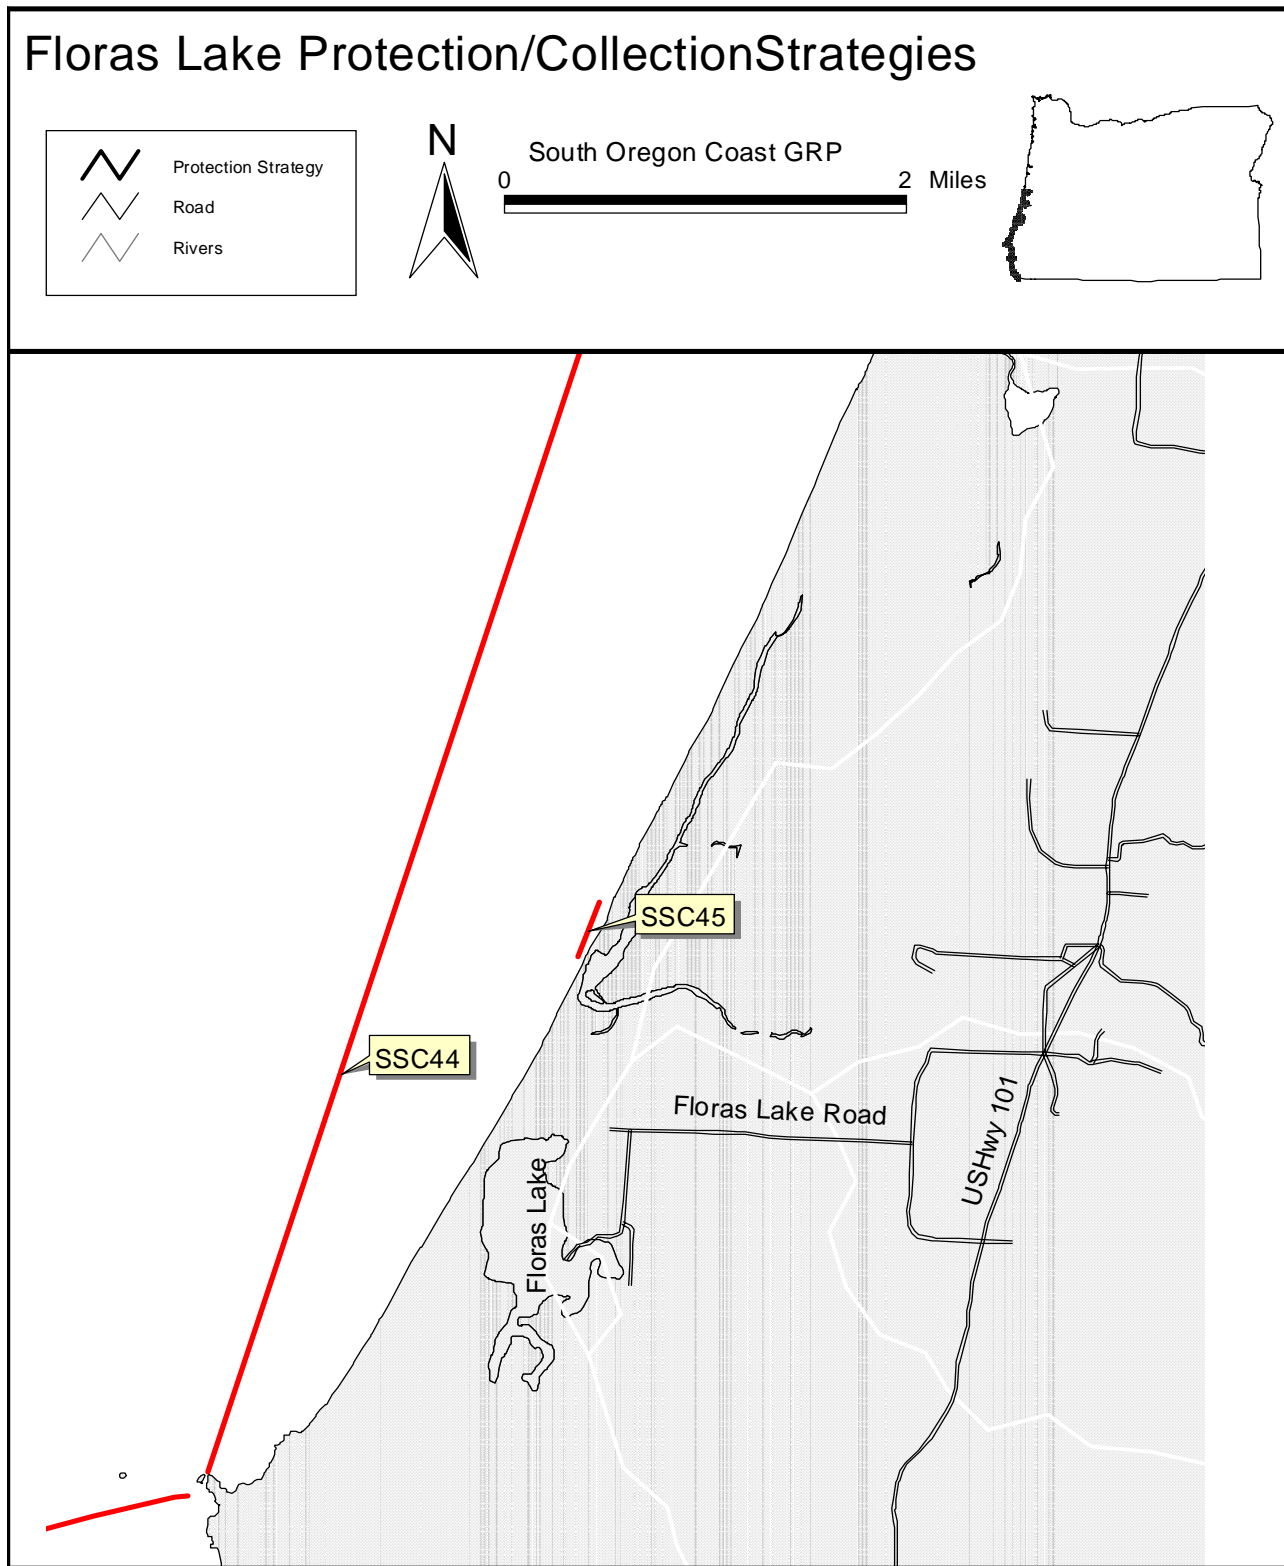 Floras Lake Protection/CollectionStrategies
Protection Strategy
Road
Rivers
N
South Oregon Coast GRP
0 2 Miles
SSC45
SSC44
Floras Lake Road
USHwy 101
Floras Lake